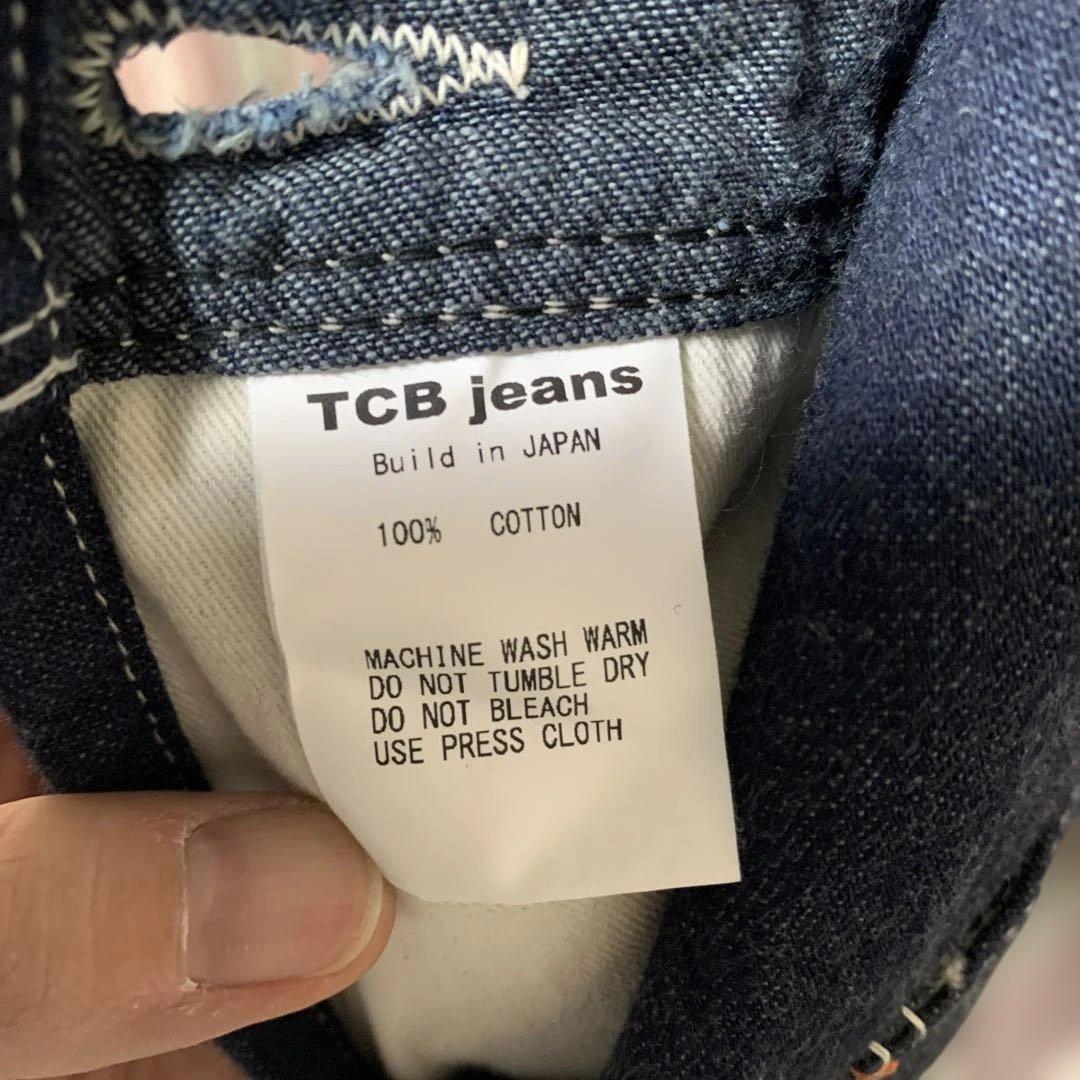 TCB jeans
Build in JAPAN
100% COTTON
MACHINE WASH WARM
DO NOT TUMBLE DRY
DO NOT BLEACH
USE PRESS CLOTH